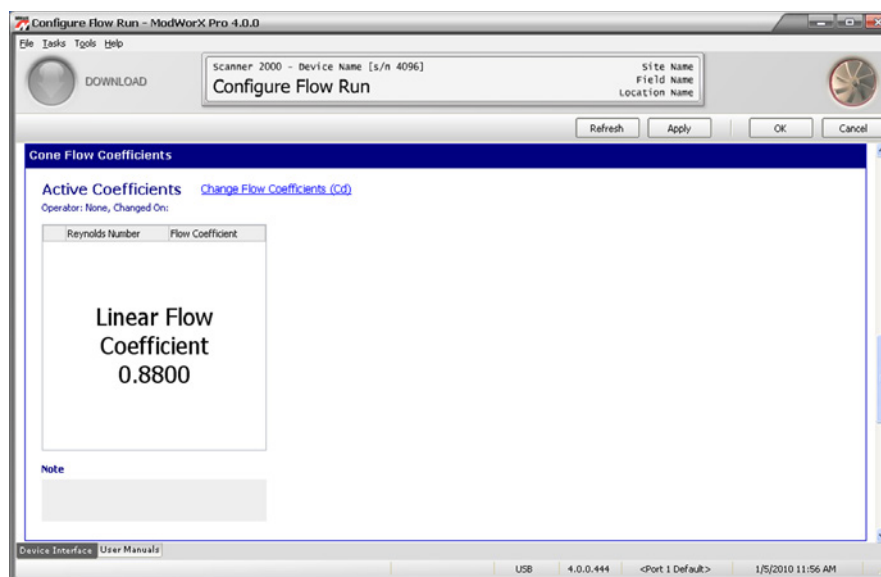 Configure Flow Run - ModWorX Pro 4.0.0
File Tasks Tools Help
DOWNLOAD
Scanner 2000 - Device Name [s/n 4096]
Configure Flow Run
Site Name
Field Name
Location Name
Refresh Apply OK Cancel
Cone Flow Coefficients
Active Coefficients Change Flow Coefficients (Cd)
Operator: None, Changed On:
Reynolds Number Flow Coefficient
Linear Flow
Coefficient
0.8800
Note
Device Interface User Manuals
USB 4.0.0.444 <Port 1 Default> 1/5/2010 11:56 AM